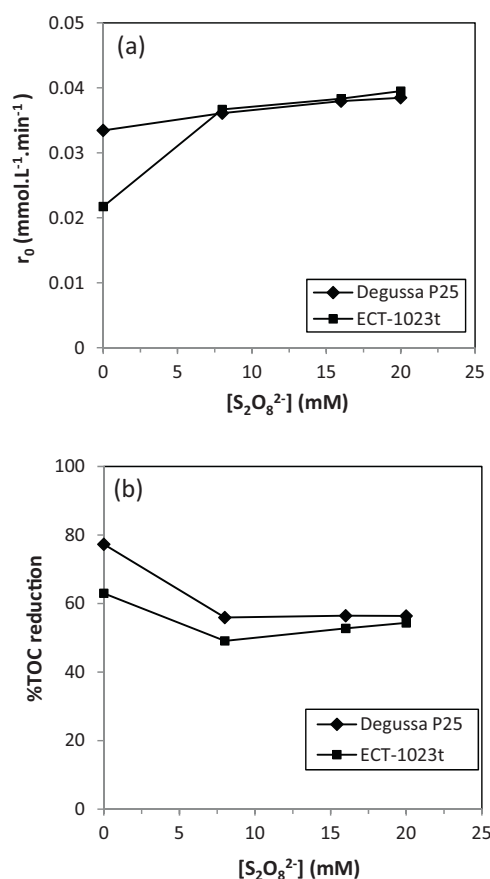 (a)
0.05
0.04
0.03
0.02
0.01
0
r₀ (mmol.L⁻¹.min⁻¹)
Degussa P25
ECT-1023t
0 5 10 15 20 25
[S₂O₈²⁻] (mM)
(b)
100
80
60
40
20
0
%TOC reduction
Degussa P25
ECT-1023t
0 5 10 15 20 25
[S₂O₈²⁻] (mM)